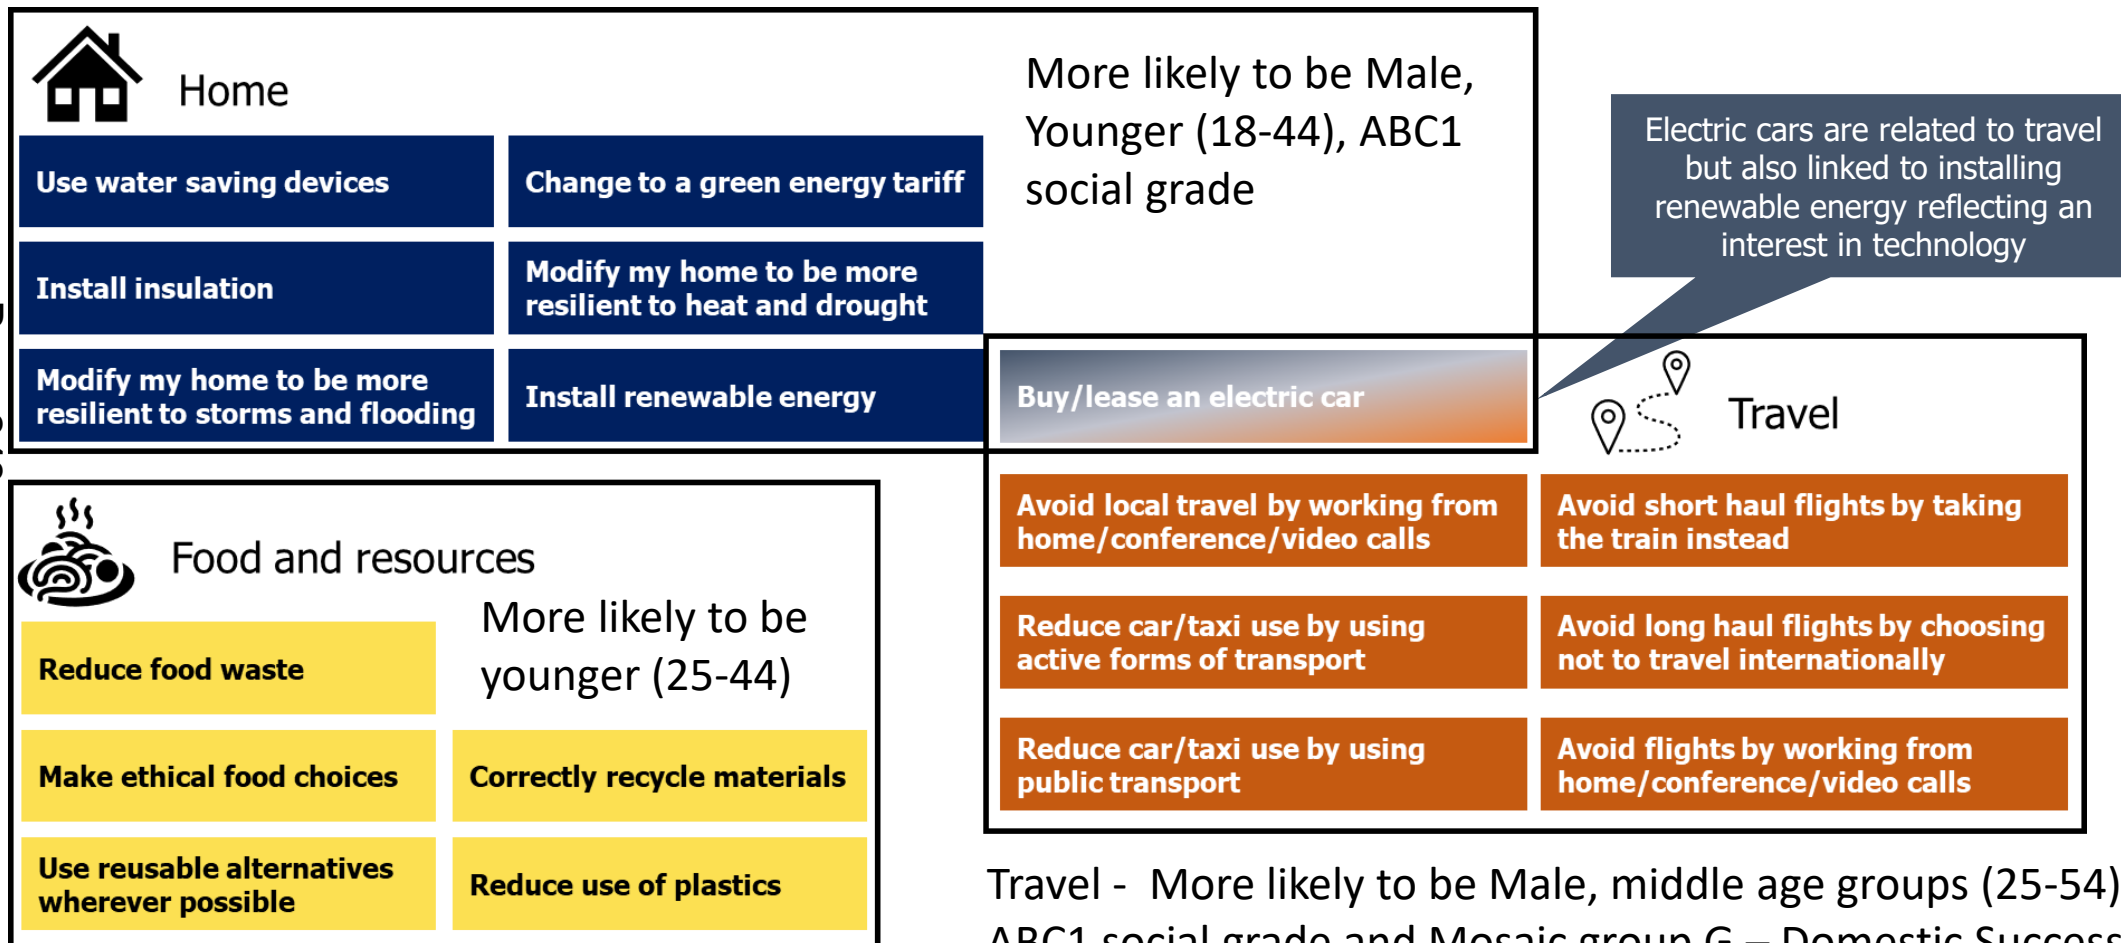 Home
More likely to be Male,
Younger (18-44), ABC1
social grade
Use water saving devices
Change to a green energy tariff
Install insulation
Modify my home to be more
resilient to heat and drought
Modify my home to be more
resilient to storms and flooding
Install renewable energy
Electric cars are related to travel
but also linked to installing
renewable energy reflecting an
interest in technology
Buy/lease an electric car
Travel
Avoid local travel by working from
home/conference/video calls
Avoid short haul flights by taking
the train instead
Reduce car/taxi use by using
active forms of transport
Avoid long haul flights by choosing
not to travel internationally
Reduce car/taxi use by using
public transport
Avoid flights by working from
home/conference/video calls
Food and resources
More likely to be
younger (25-44)
Reduce food waste
Make ethical food choices
Correctly recycle materials
Use reusable alternatives
wherever possible
Reduce use of plastics
Travel - More likely to be Male, middle age groups (25-54)
ABC1 social grade and Mosaic group G – Domestic Success